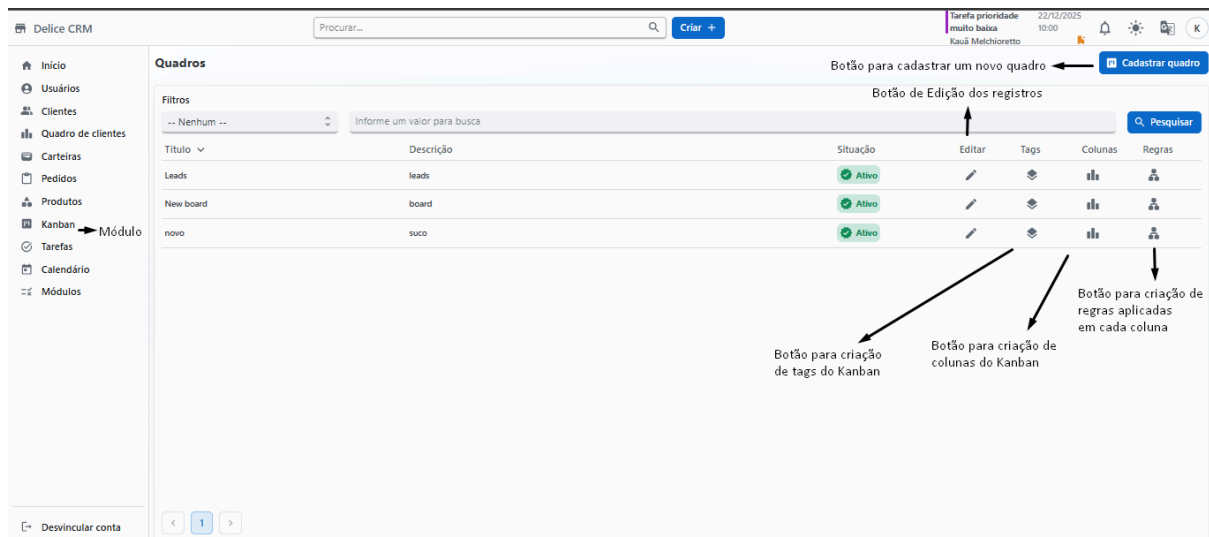 Delice CRM
Procurar...
Criar +
Tarefa prioridade
muito baixa
Kauã Melchioretto
22/12/2025
10:00
K
Início
Usuários
Clientes
Quadro de clientes
Carteiras
Pedidos
Produtos
Kanban
Módulo
Tarefas
Calendário
Módulos
Desvincular conta
Quadros
Botão para cadastrar um novo quadro
Cadastrar quadro
Botão de Edição dos registros
Filtros
-- Nenhum --
Informe um valor para busca
Pesquisar
Título Descrição Situação Editar Tags Colunas Regras
Leads leads Ativo
New board board Ativo
novo suco Ativo
Botão para criação de
regras aplicadas
em cada coluna
Botão para criação de
colunas do Kanban
Botão para criação
de tags do Kanban
< 1 >